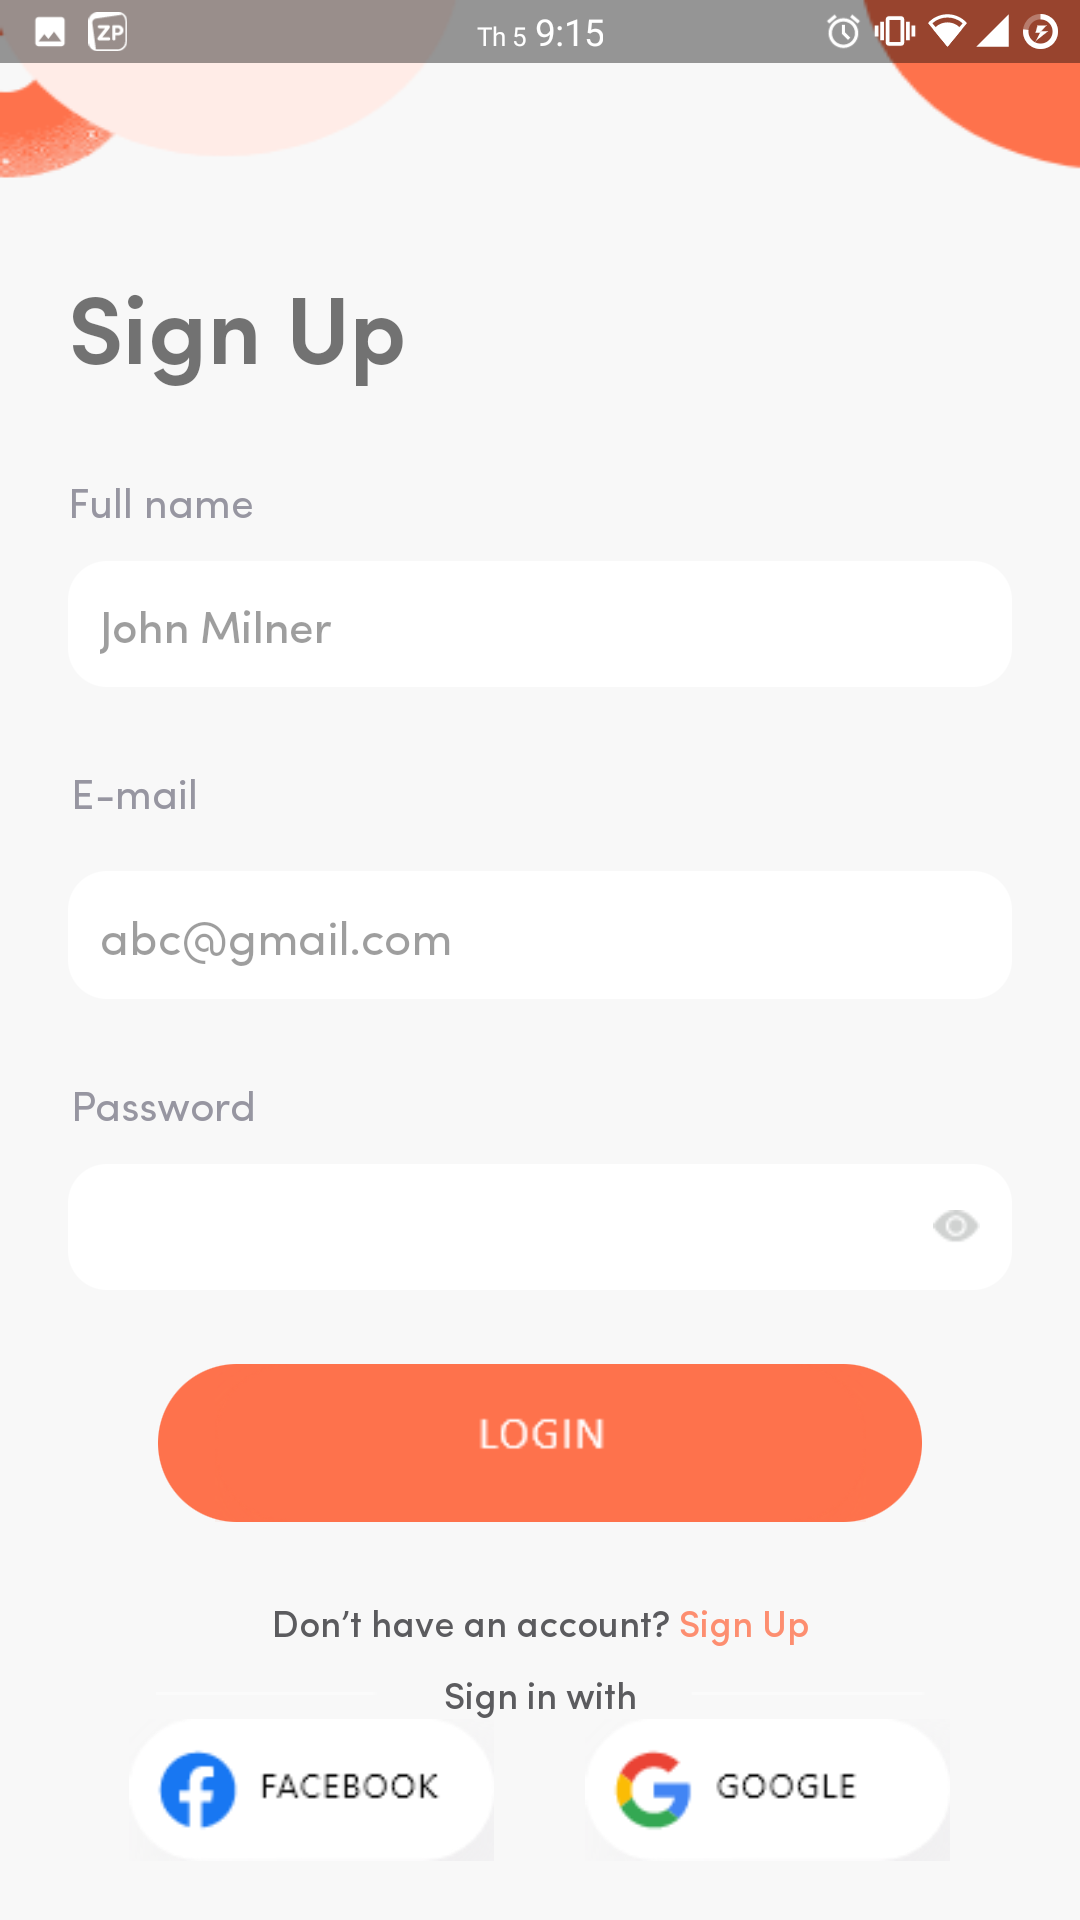 ZP Th 5 9:15
Sign Up
Full name
John Milner
E-mail
abc@gmail.com
Password
LOGIN
Don’t have an account? Sign Up
Sign in with
FACEBOOK GOOGLE